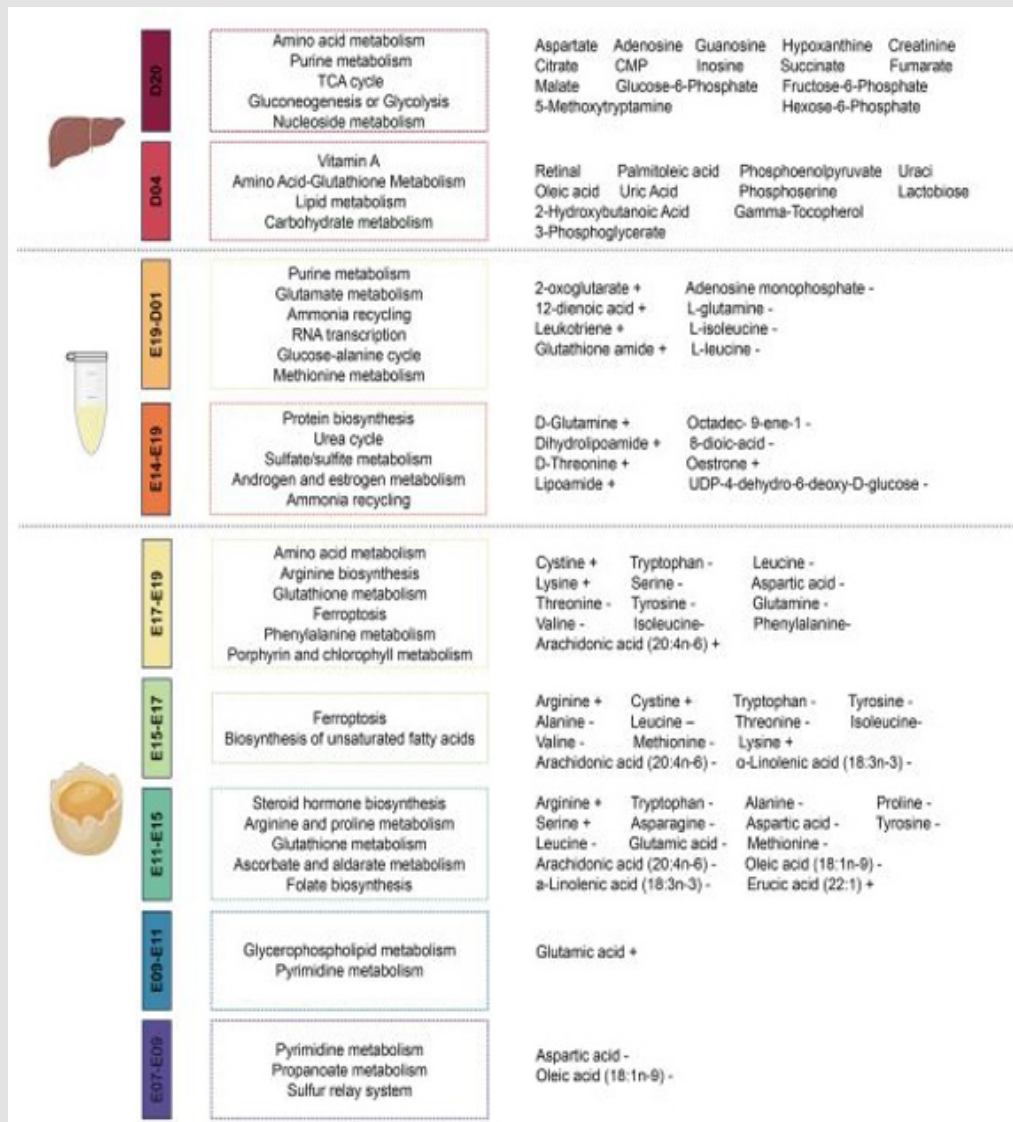 D20
Amino acid metabolism
Purine metabolism
TCA cycle
Gluconeogenesis or Glycolysis
Nucleoside metabolism
Aspartate Adenosine Guanosine Hypoxanthine Creatinine
Citrate CMP Inosine Succinate Fumarate
Malate Glucose-6-Phosphate Fructose-6-Phosphate
5-Methoxytryptamine Hexose-6-Phosphate
D04
Vitamin A
Amino Acid-Glutathione Metabolism
Lipid metabolism
Carbohydrate metabolism
Retinal Palmitoleic acid Phosphoenolpyruvate Uraci
Oleic acid Uric Acid Phosphoserine Lactobiose
2-Hydroxybutanoic Acid Gamma-Tocopherol
3-Phosphoglycerate
E19-D01
Purine metabolism
Glutamate metabolism
Ammonia recycling
RNA transcription
Glucose-alanine cycle
Methionine metabolism
2-oxoglutarate + Adenosine monophosphate -
12-dienoic acid + L-glutamine -
Leukotriene + L-isoleucine -
Glutathione amide + L-leucine -
E14-E19
Protein biosynthesis
Urea cycle
Sulfate/sulfite metabolism
Androgen and estrogen metabolism
Ammonia recycling
D-Glutamine + Octadec- 9-ene-1 -
Dihydrolipoamide + 8-dioic-acid -
D-Threonine + Oestrone +
Lipoamide + UDP-4-dehydro-6-deoxy-D-glucose -
E17-E19
Amino acid metabolism
Arginine biosynthesis
Glutathione metabolism
Ferroptosis
Phenylalanine metabolism
Porphyrin and chlorophyll metabolism
Cystine + Tryptophan - Leucine -
Lysine + Serine - Aspartic acid -
Threonine - Tyrosine - Glutamine -
Valine - Isoleucine- Phenylalanine-
Arachidonic acid (20:4n-6) +
E15-E17
Ferroptosis
Biosynthesis of unsaturated fatty acids
Arginine + Cystine + Tryptophan - Tyrosine -
Alanine - Leucine – Threonine - Isoleucine-
Valine - Methionine - Lysine +
Arachidonic acid (20:4n-6) - α-Linolenic acid (18:3n-3) -
E11-E15
Steroid hormone biosynthesis
Arginine and proline metabolism
Glutathione metabolism
Ascorbate and aldarate metabolism
Folate biosynthesis
Arginine + Tryptophan - Alanine - Proline -
Serine + Asparagine - Aspartic acid - Tyrosine -
Leucine - Glutamic acid - Methionine -
Arachidonic acid (20:4n-6) - Oleic acid (18:1n-9) -
a-Linolenic acid (18:3n-3) - Erucic acid (22:1) +
E09-E11
Glycerophospholipid metabolism
Pyrimidine metabolism
Glutamic acid +
E07-E09
Pyrimidine metabolism
Propanoate metabolism
Sulfur relay system
Aspartic acid -
Oleic acid (18:1n-9) -